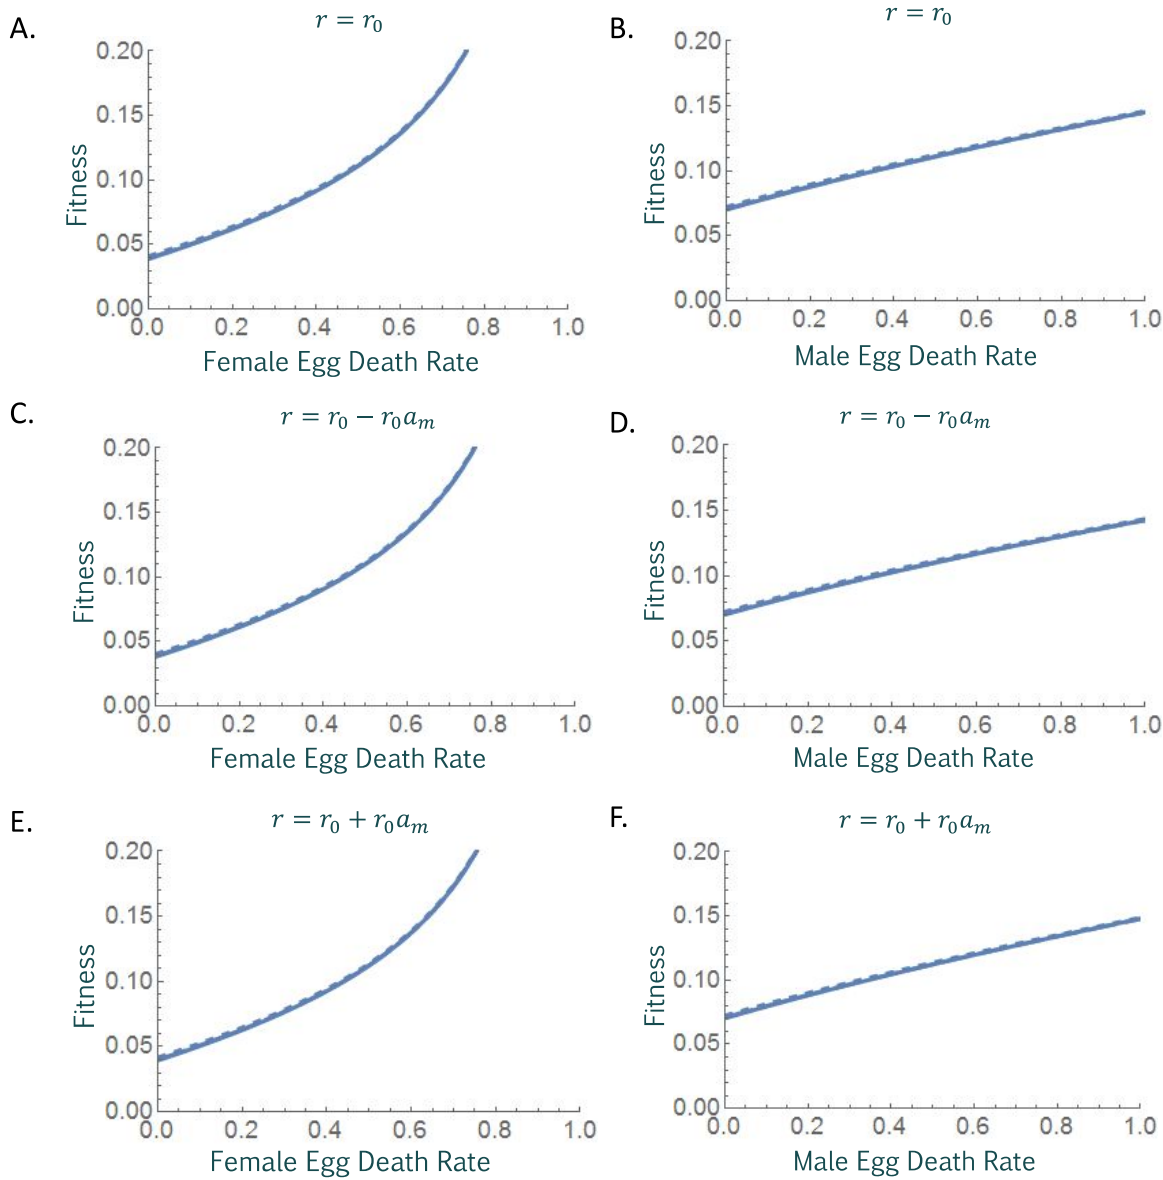 A.
r = r₀
0.20
0.15
0.10
0.05
0.00
Fitness
0.0 0.2 0.4 0.6 0.8 1.0
Female Egg Death Rate
B.
r = r₀
0.20
0.15
0.10
0.05
0.00
Fitness
0.0 0.2 0.4 0.6 0.8 1.0
Male Egg Death Rate
C.
r = r₀ − r₀aₘ
0.20
0.15
0.10
0.05
0.00
Fitness
0.0 0.2 0.4 0.6 0.8 1.0
Female Egg Death Rate
D.
r = r₀ − r₀aₘ
0.20
0.15
0.10
0.05
0.00
Fitness
0.0 0.2 0.4 0.6 0.8 1.0
Male Egg Death Rate
E.
r = r₀ + r₀aₘ
0.20
0.15
0.10
0.05
0.00
Fitness
0.0 0.2 0.4 0.6 0.8 1.0
Female Egg Death Rate
F.
r = r₀ + r₀aₘ
0.20
0.15
0.10
0.05
0.00
Fitness
0.0 0.2 0.4 0.6 0.8 1.0
Male Egg Death Rate